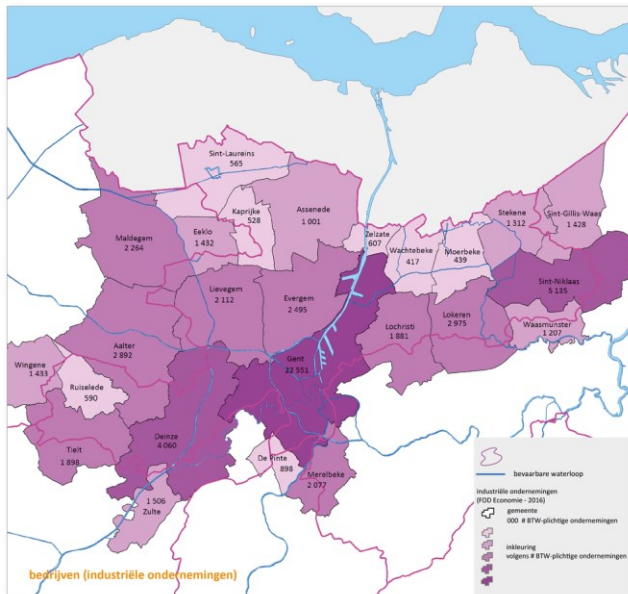 Sint-Laureins
565
Kaprijke
528
Assenede
1 001
Eeklo
1 432
Maldegem
2 264
Zelzate
607
Wachtebeke
417
Moerbeke
439
Stekene
1 312
Sint-Gillis-Waas
1 428
Sint-Niklaas
5 135
Lievegem
2 112
Evergem
2 495
Lochristi
1 881
Lokeren
2 975
Waasmunster
1 207
Aalter
2 892
Wingene
1 433
Ruiselede
590
Gent
22 551
Tielt
1 898
Deinze
4 060
De Pinte
898
Merelbeke
2 077
1 506
Zulte
bevaarbare waterloop
industriële ondernemingen
(FOD Economie - 2016)
gemeente
000 # BTW-plichtige ondernemingen
inkleuring
volgens # BTW-plichtige ondernemingen
bedrijven (industriële ondernemingen)